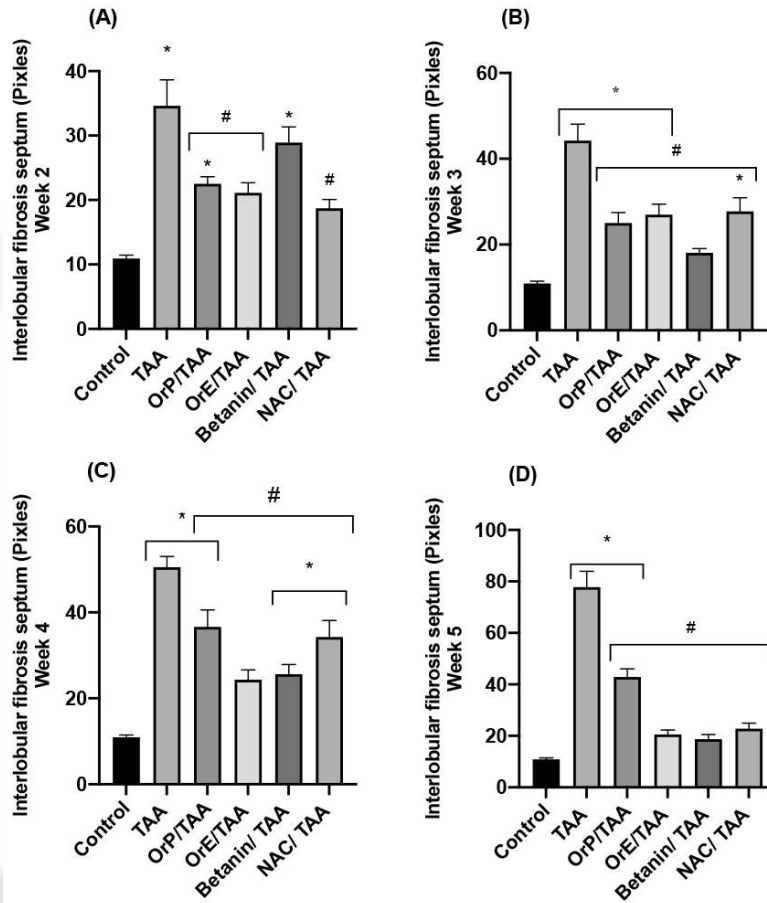 (A)
Interlobular fibrosis septum (Pixles)
Week 2
40
30
20
10
0
*
*
#
*
#
Control
TAA
OrP/TAA
OrE/TAA
Betanin/ TAA
NAC/ TAA
(B)
Interlobular fibrosis septum (Pixles)
Week 3
60
40
20
0
*
#
*
Control
TAA
OrP/TAA
OrE/TAA
Betanin/ TAA
NAC/ TAA
(C)
Interlobular fibrosis septum (Pixles)
Week 4
60
40
20
0
*
#
*
Control
TAA
OrP/TAA
OrE/TAA
Betanin/ TAA
NAC/ TAA
(D)
Interlobular fibrosis septum (Pixles)
Week 5
100
80
60
40
20
0
*
#
Control
TAA
OrP/TAA
OrE/TAA
Betanin/ TAA
NAC/ TAA